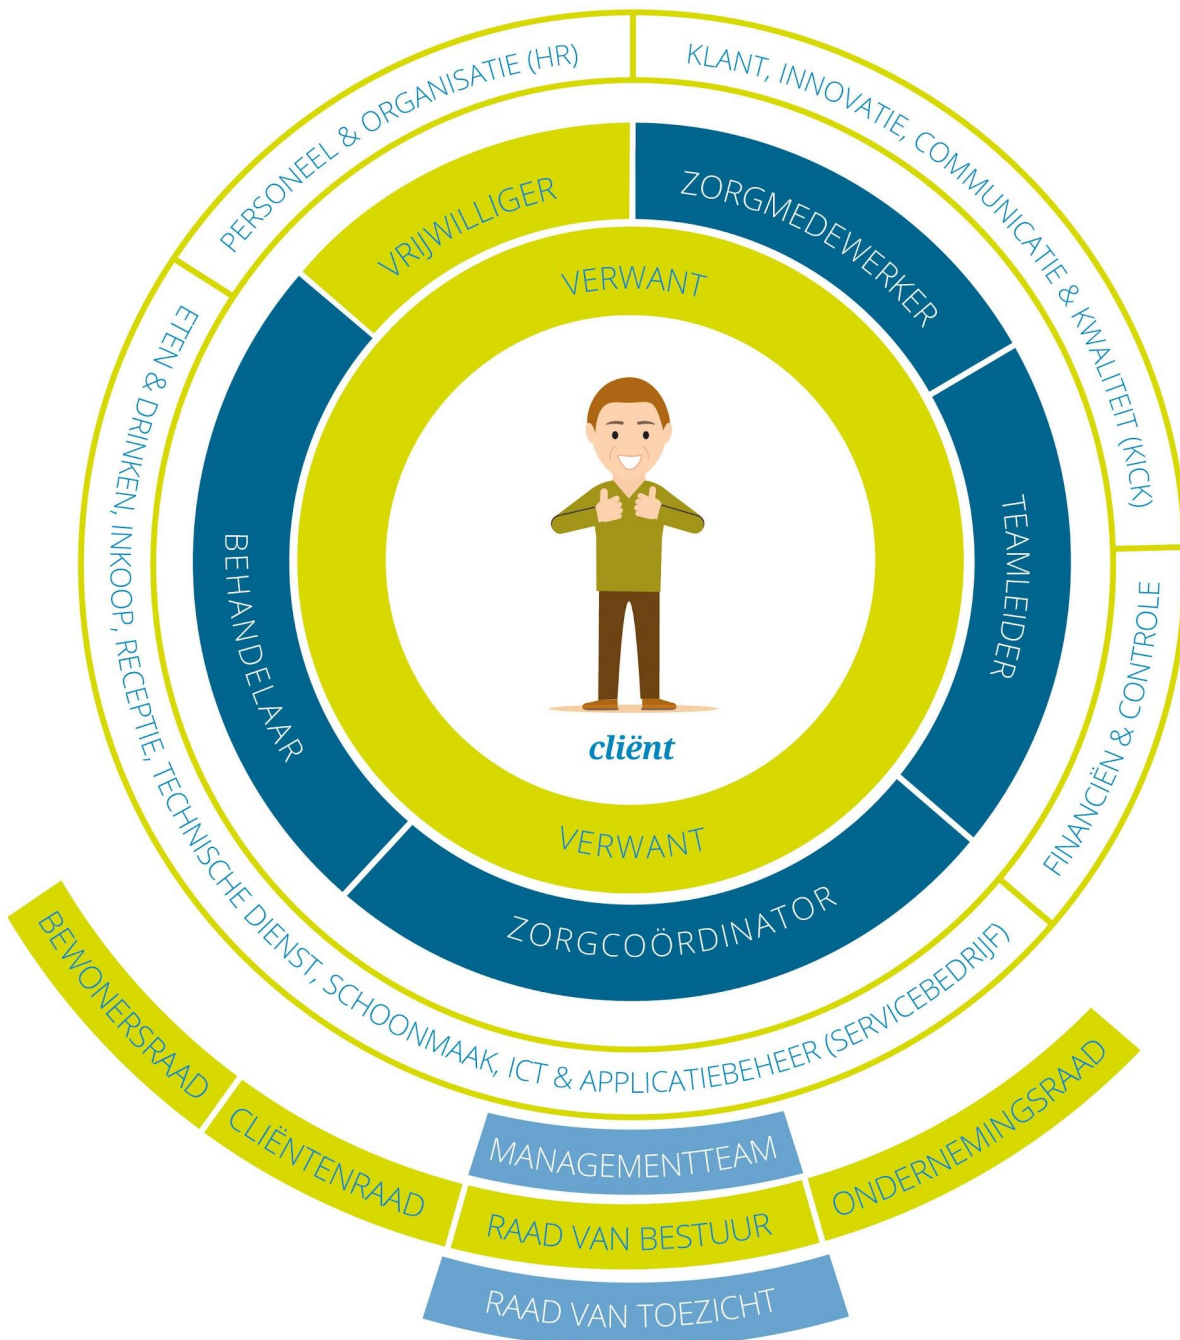 PERSONEEL & ORGANISATIE (HR)
KLANT, INNOVATIE, COMMUNICATIE & KWALITEIT (KICK)
VRIJWILLIGER
ZORGMEDEWERKER
VERWANT
ETEN & DRINKEN, INKOOP, RECEPTIE, TECHNISCHE DIENST, SCHOONMAAK, ICT & APPLICATIEBEHEER (SERVICEBEDRIJF)
BEHANDELAAR
TEAMLEIDER
FINANCIËN & CONTROLE
cliënt
VERWANT
ZORGCOÖRDINATOR
BEWONERSRAAD
CLIËNTENRAAD
MANAGEMENTTEAM
RAAD VAN BESTUUR
ONDERNEMINGSRAAD
RAAD VAN TOEZICHT